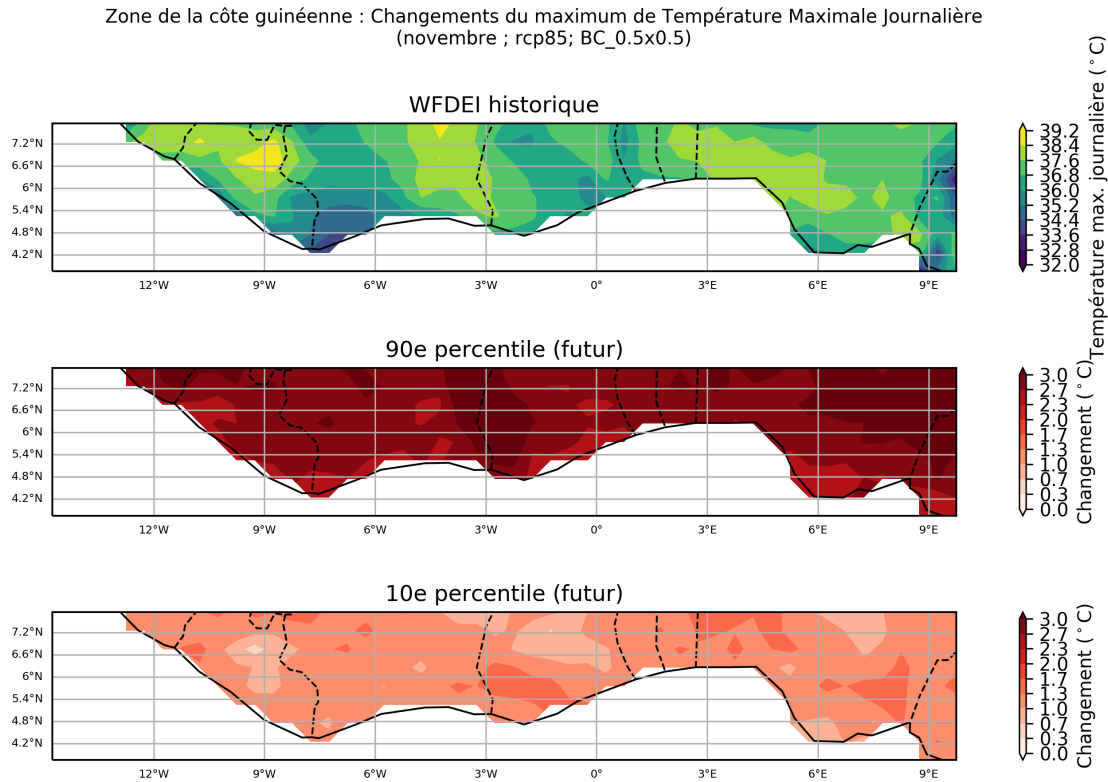 Zone de la côte guinéenne : Changements du maximum de Température Maximale Journalière
(novembre ; rcp85; BC_0.5x0.5)
WFDEI historique
7.2°N
6.6°N
6°N
5.4°N
4.8°N
4.2°N
12°W 9°W 6°W 3°W 0° 3°E 6°E 9°E
39.2
38.4
37.6
36.8
36.0
35.2
34.4
33.6
32.8
32.0
Température max. journalière (°C)
90e percentile (futur)
7.2°N
6.6°N
6°N
5.4°N
4.8°N
4.2°N
12°W 9°W 6°W 3°W 0° 3°E 6°E 9°E
3.0
2.7
2.3
2.0
1.7
1.3
1.0
0.7
0.3
0.0
Changement (°C)
10e percentile (futur)
7.2°N
6.6°N
6°N
5.4°N
4.8°N
4.2°N
12°W 9°W 6°W 3°W 0° 3°E 6°E 9°E
3.0
2.7
2.3
2.0
1.7
1.3
1.0
0.7
0.3
0.0
Changement (°C)